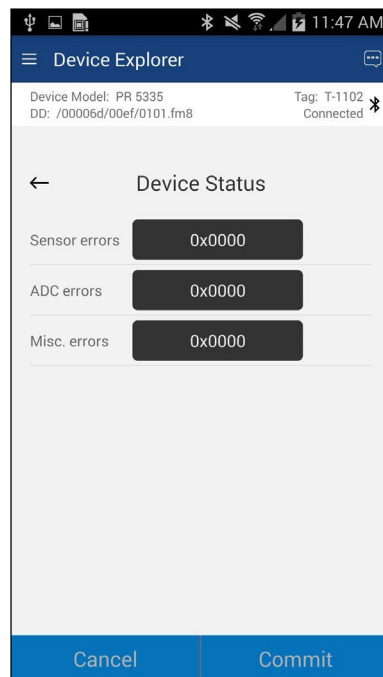 11:47 AM
Device Explorer
Device Model: PR 5335
Tag: T-1102
DD: /00006d/00ef/0101.fm8
Connected
Device Status
Sensor errors 0x0000
ADC errors 0x0000
Misc. errors 0x0000
Cancel Commit